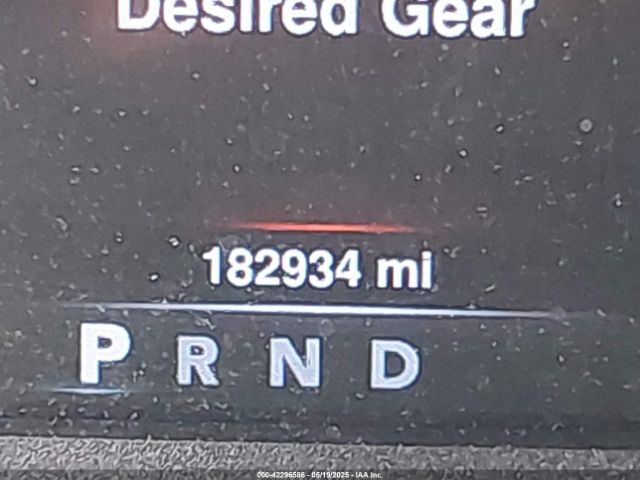 Desired Gear
182934 mi
P R N D
000-42296586 - 05/19/2025 - IAA Inc.